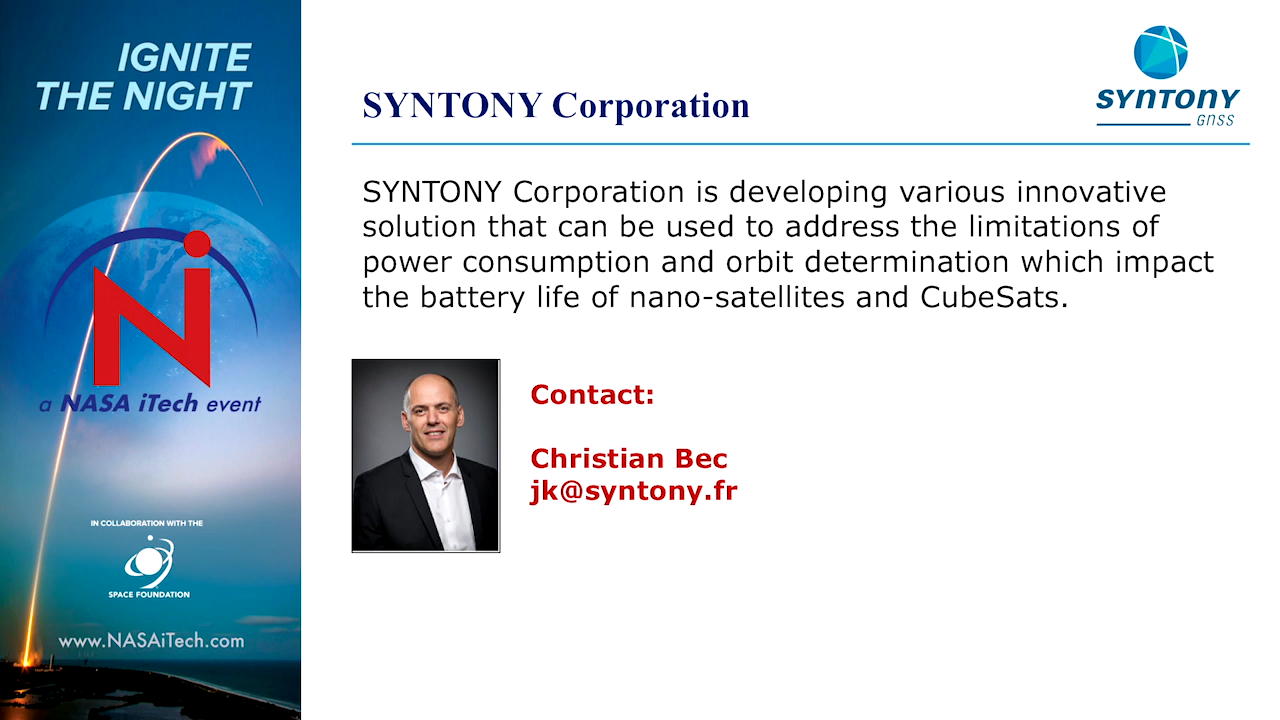 IGNITE
THE NIGHT
a NASA iTech event
IN COLLABORATION WITH THE
SPACE FOUNDATION
www.NASAiTech.com
SYNTONY Corporation
SYNTONY
GNSS
SYNTONY Corporation is developing various innovative
solution that can be used to address the limitations of
power consumption and orbit determination which impact
the battery life of nano-satellites and CubeSats.
Contact:
Christian Bec
jk@syntony.fr